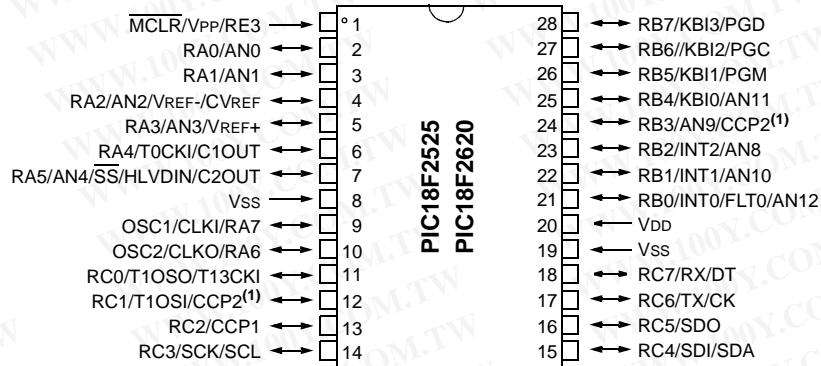 MCLR/VPP/RE3
RA0/AN0
RA1/AN1
RA2/AN2/VREF-/CVREF
RA3/AN3/VREF+
RA4/T0CKI/C1OUT
RA5/AN4/SS/HLVDIN/C2OUT
VSS
OSC1/CLKI/RA7
OSC2/CLKO/RA6
RC0/T1OSO/T13CKI
RC1/T1OSI/CCP2(1)
RC2/CCP1
RC3/SCK/SCL
1
2
3
4
5
6
7
8
9
10
11
12
13
14
PIC18F2525
PIC18F2620
28
27
26
25
24
23
22
21
20
19
18
17
16
15
RB7/KBI3/PGD
RB6//KBI2/PGC
RB5/KBI1/PGM
RB4/KBI0/AN11
RB3/AN9/CCP2(1)
RB2/INT2/AN8
RB1/INT1/AN10
RB0/INT0/FLT0/AN12
VDD
VSS
RC7/RX/DT
RC6/TX/CK
RC5/SDO
RC4/SDI/SDA
WWW.100Y.COM.TW